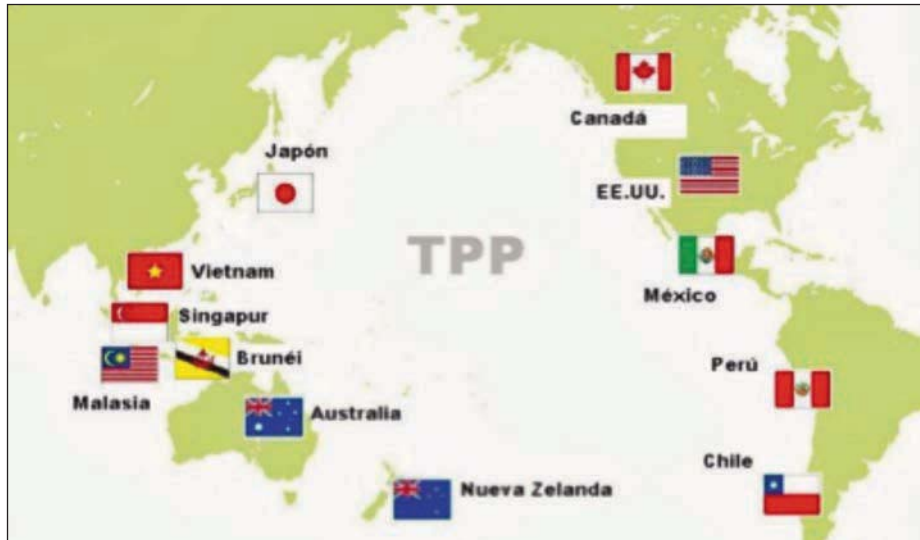 Canadá
Japón
EE.UU.
TPP
Vietnam
México
Singapur
Brunéi
Perú
Malasia
Australia
Chile
Nueva Zelanda